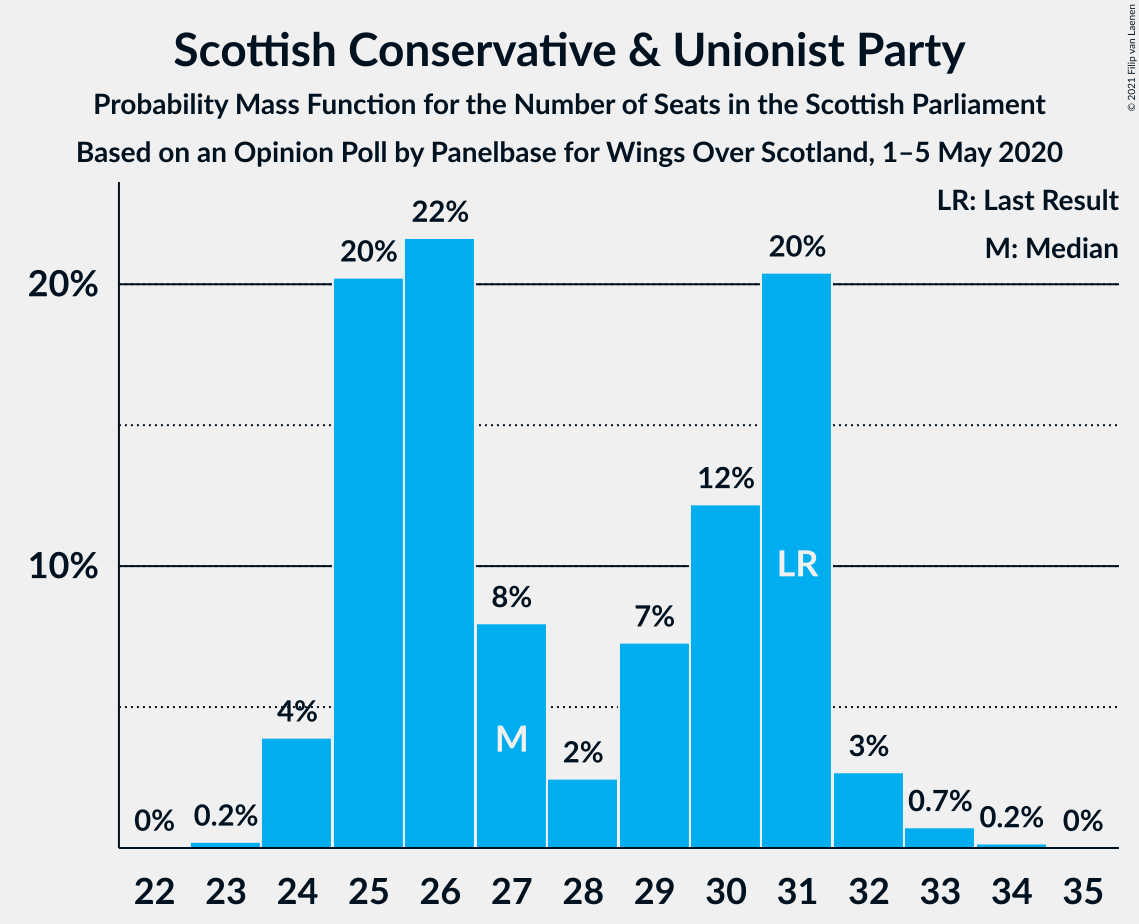 Scottish Conservative & Unionist Party
Probability Mass Function for the Number of Seats in the Scottish Parliament
Based on an Opinion Poll by Panelbase for Wings Over Scotland, 1–5 May 2020
© 2021 Filip van Laenen
LR: Last Result
M: Median
20%
10%
0%
0.2%
4%
20%
22%
8%
2%
7%
12%
20%
3%
0.7%
0.2%
0%
M
LR
22 23 24 25 26 27 28 29 30 31 32 33 34 35